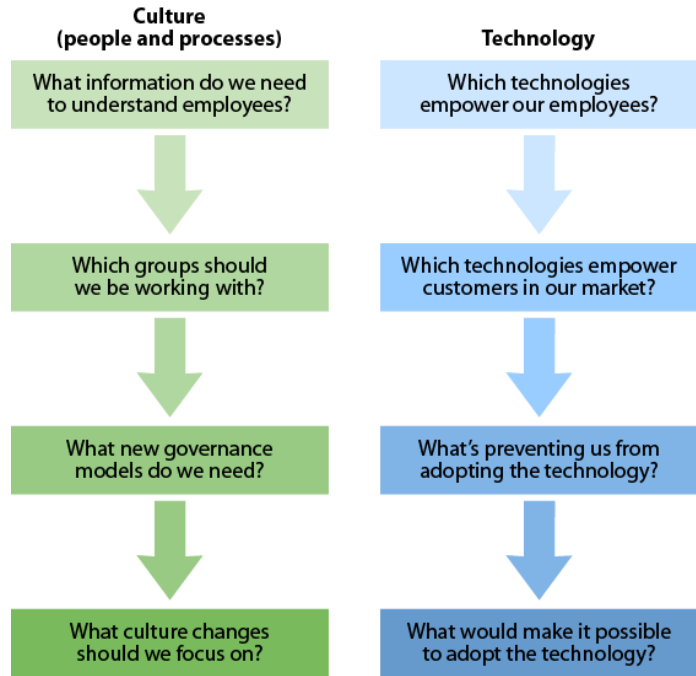 Culture
(people and processes)
What information do we need
to understand employees?
Which groups should
we be working with?
What new governance
models do we need?
What culture changes
should we focus on?
Technology
Which technologies
empower our employees?
Which technologies empower
customers in our market?
What’s preventing us from
adopting the technology?
What would make it possible
to adopt the technology?